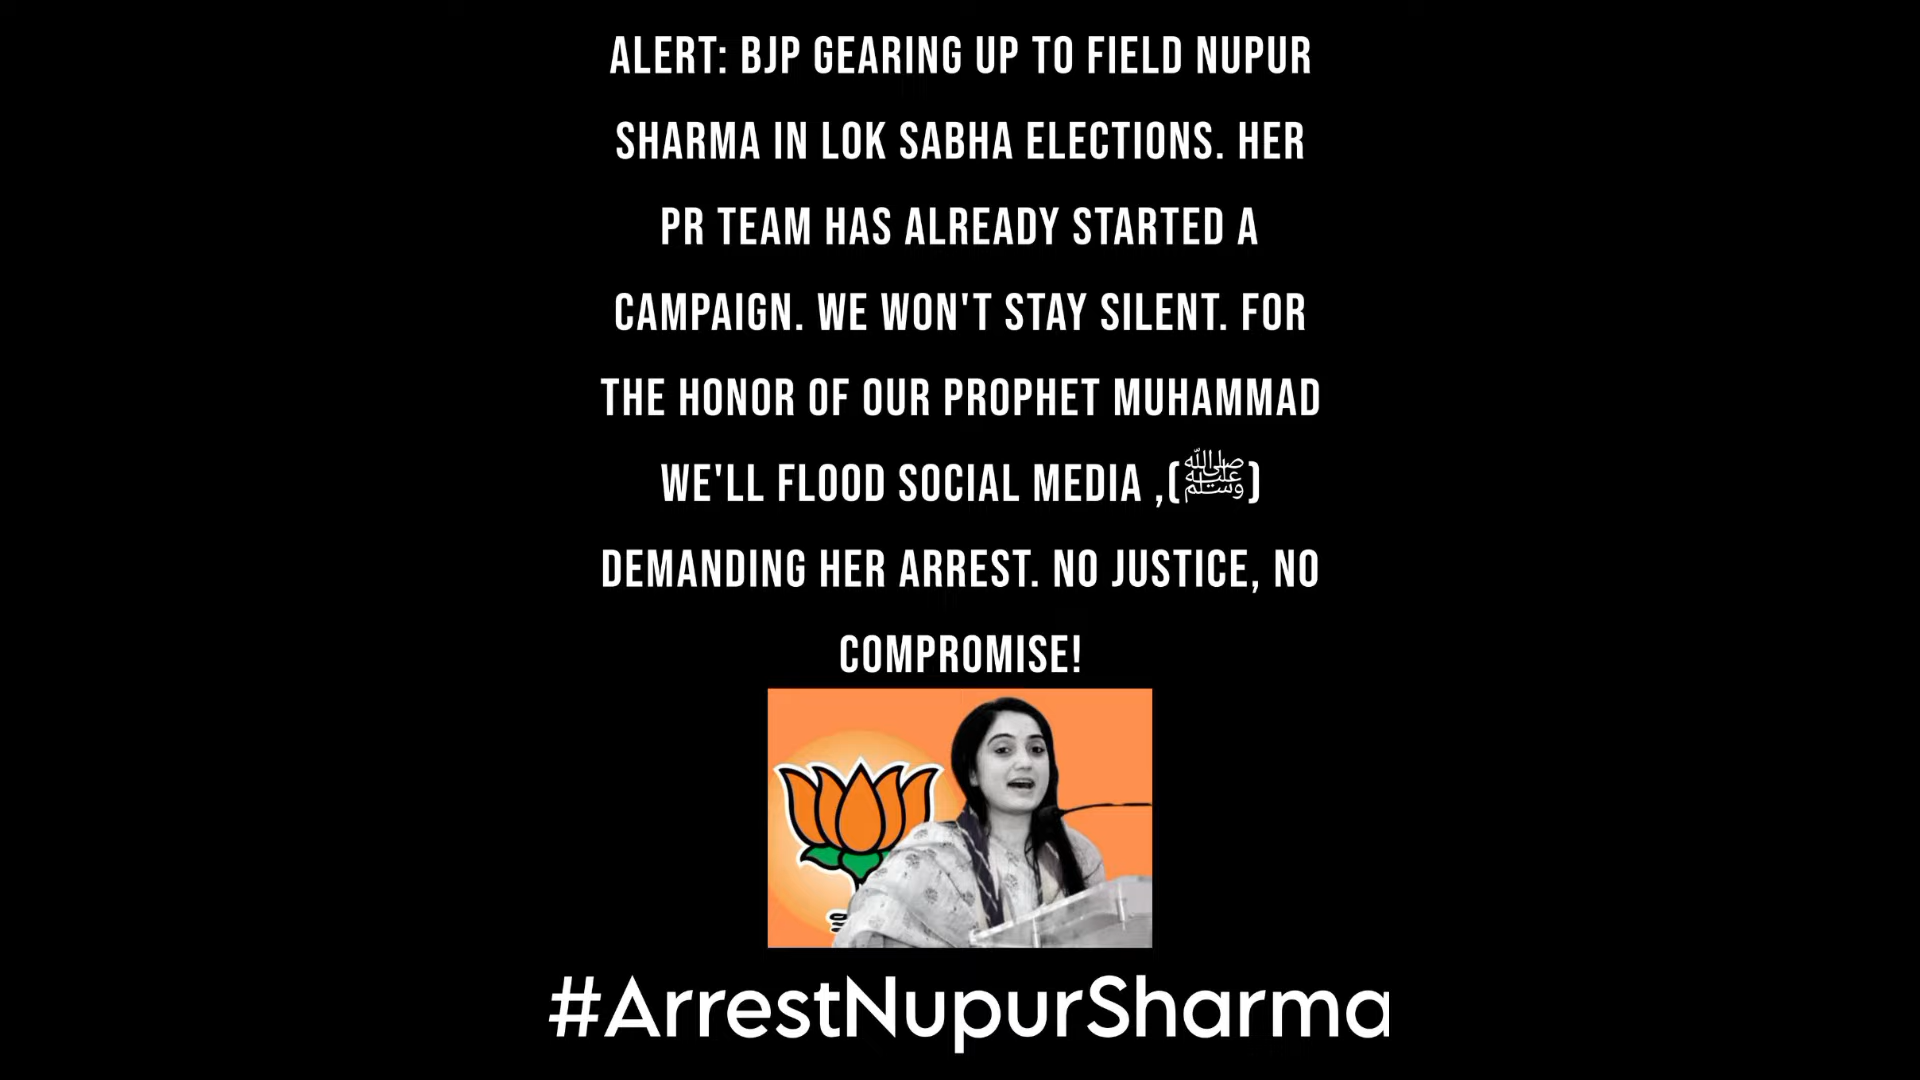 ALERT: BJP GEARING UP TO FIELD NUPUR
SHARMA IN LOK SABHA ELECTIONS. HER
PR TEAM HAS ALREADY STARTED A
CAMPAIGN. WE WON'T STAY SILENT. FOR
THE HONOR OF OUR PROPHET MUHAMMAD
WE'LL FLOOD SOCIAL MEDIA ,(ﷺ)
DEMANDING HER ARREST. NO JUSTICE, NO
COMPROMISE!
#ArrestNupurSharma